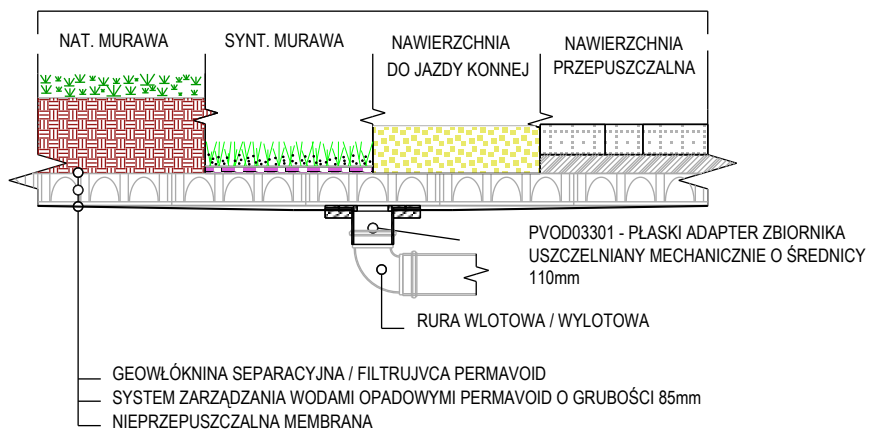 NAT. MURAWA
SYNT. MURAWA
NAWIERZCHNIA
DO JAZDY KONNEJ
NAWIERZCHNIA
PRZEPUSZCZALNA
PVOD03301 - PŁASKI ADAPTER ZBIORNIKA
USZCZELNIANY MECHANICZNIE O ŚREDNICY
110mm
RURA WLOTOWA / WYLOTOWA
GEOWŁÓKNINA SEPARACYJNA / FILTRUJVCA PERMAVOID
SYSTEM ZARZĄDZANIA WODAMI OPADOWYMI PERMAVOID O GRUBOŚCI 85mm
NIEPRZEPUSZCZALNA MEMBRANA